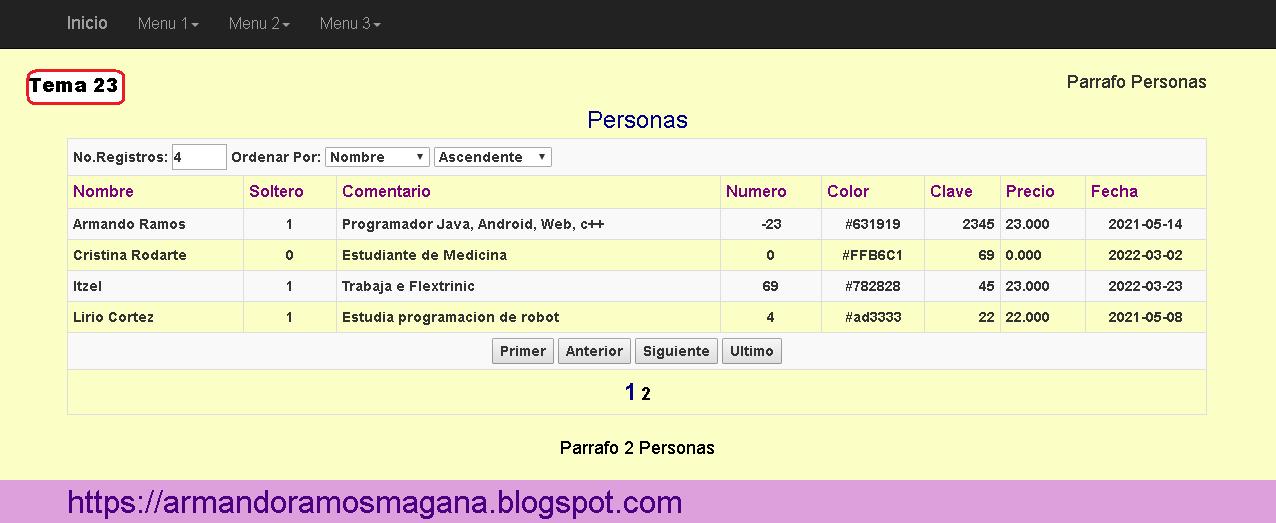 Inicio Menu 1 Menu 2 Menu 3
Tema 23
Parrafo Personas
Personas
No.Registros: 4 Ordenar Por: Nombre Ascendente
Nombre Soltero Comentario Numero Color Clave Precio Fecha
Armando Ramos 1 Programador Java, Android, Web, c++ -23 #631919 2345 23.000 2021-05-14
Cristina Rodarte 0 Estudiante de Medicina 0 #FFB6C1 69 0.000 2022-03-02
Itzel 1 Trabaja e Flextrinic 69 #782828 45 23.000 2022-03-23
Lirio Cortez 1 Estudia programacion de robot 4 #ad3333 22 22.000 2021-05-08
Primer Anterior Siguiente Ultimo
1 2
Parrafo 2 Personas
https://armandoramosmagana.blogspot.com